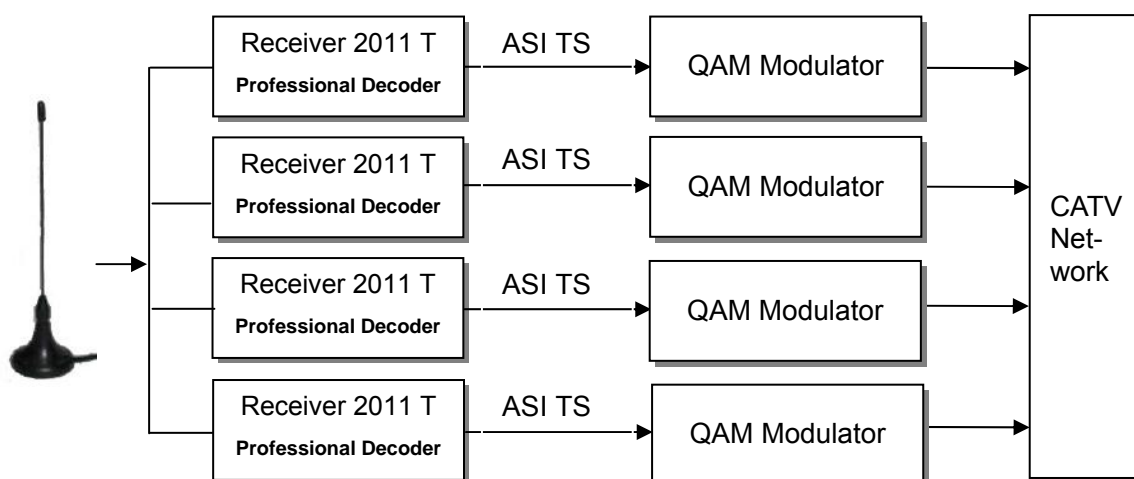 Receiver 2011 T
Professional Decoder
ASI TS
QAM Modulator
Receiver 2011 T
Professional Decoder
ASI TS
QAM Modulator
Receiver 2011 T
Professional Decoder
ASI TS
QAM Modulator
Receiver 2011 T
Professional Decoder
ASI TS
QAM Modulator
CATV
Net-
work